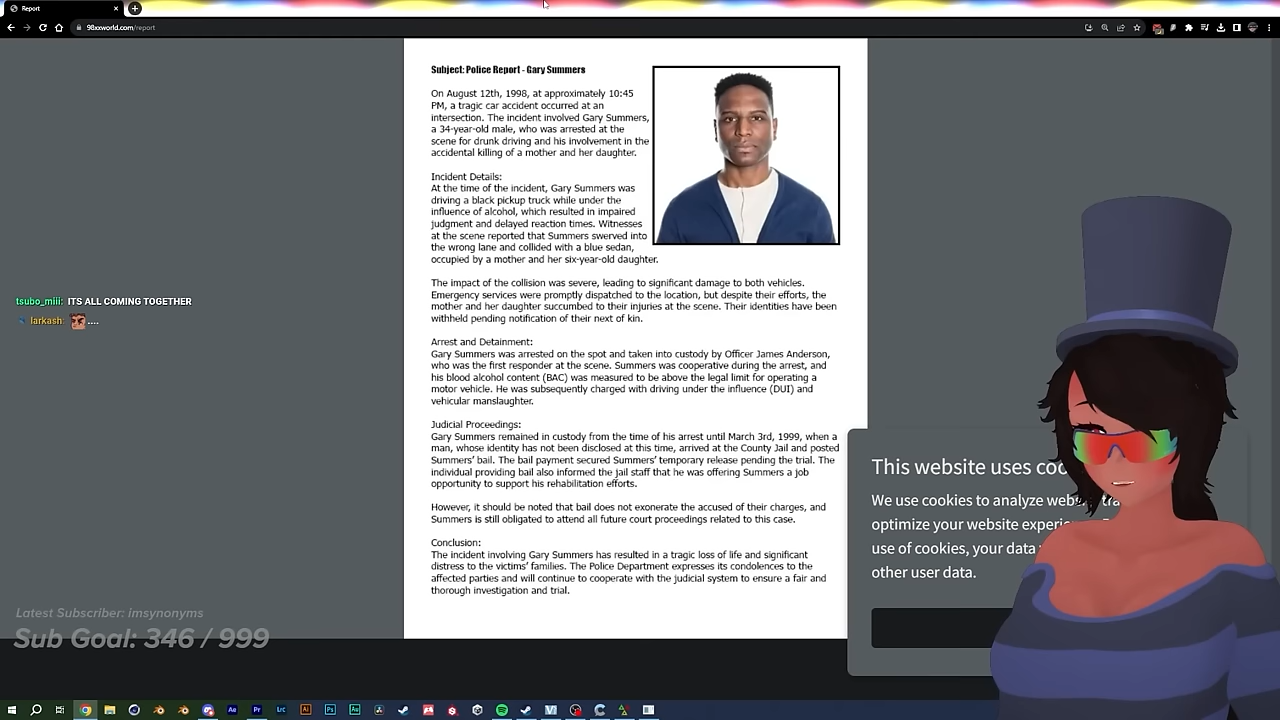 Report
98xxworld.com/report
Subject: Police Report - Gary Summers
On August 12th, 1998, at approximately 10:45
PM, a tragic car accident occurred at an
intersection. The incident involved Gary Summers,
a 34-year-old male, who was arrested at the
scene for drunk driving and his involvement in the
accidental killing of a mother and her daughter.
Incident Details:
At the time of the incident, Gary Summers was
driving a black pickup truck while under the
influence of alcohol, which resulted in impaired
judgment and delayed reaction times. Witnesses
at the scene reported that Summers swerved into
the wrong lane and collided with a blue sedan,
occupied by a mother and her six-year-old daughter.
The impact of the collision was severe, leading to significant damage to both vehicles.
Emergency services were promptly dispatched to the location, but despite their efforts, the
mother and her daughter succumbed to their injuries at the scene. Their identities have been
withheld pending notification of their next of kin.
Arrest and Detainment:
Gary Summers was arrested on the spot and taken into custody by Officer James Anderson,
who was the first responder at the scene. Summers was cooperative during the arrest, and
his blood alcohol content (BAC) was measured to be above the legal limit for operating a
motor vehicle. He was subsequently charged with driving under the influence (DUI) and
vehicular manslaughter.
Judicial Proceedings:
Gary Summers remained in custody from the time of his arrest until March 3rd, 1999, when a
man, whose identity has not been disclosed at this time, arrived at the County Jail and posted
Summers' bail. The bail payment secured Summers' temporary release pending the trial. The
individual providing bail also informed the jail staff that he was offering Summers a job
opportunity to support his rehabilitation efforts.
However, it should be noted that bail does not exonerate the accused of their charges, and
Summers is still obligated to attend all future court proceedings related to this case.
Conclusion:
The incident involving Gary Summers has resulted in a tragic loss of life and significant
distress to the victims' families. The Police Department expresses its condolences to the
affected parties and will continue to cooperate with the judicial system to ensure a fair and
thorough investigation and trial.
tsubo_miii: ITS ALL COMING TOGETHER
larkash: ....
This website uses coo
We use cookies to analyze web tra
optimize your website experie
use of cookies, your data
other user data.
Latest Subscriber: imsynonyms
Sub Goal: 346 / 999